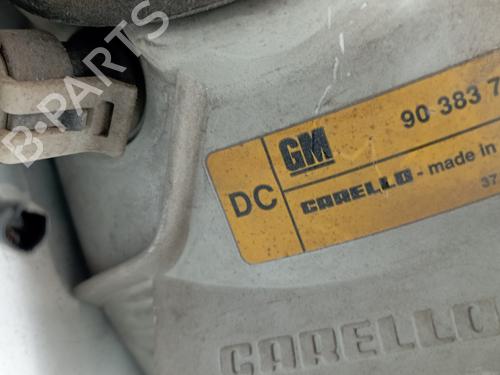 B-PARTS
GM 90 383 7
DC CARELLO - made in
37
CARELLO